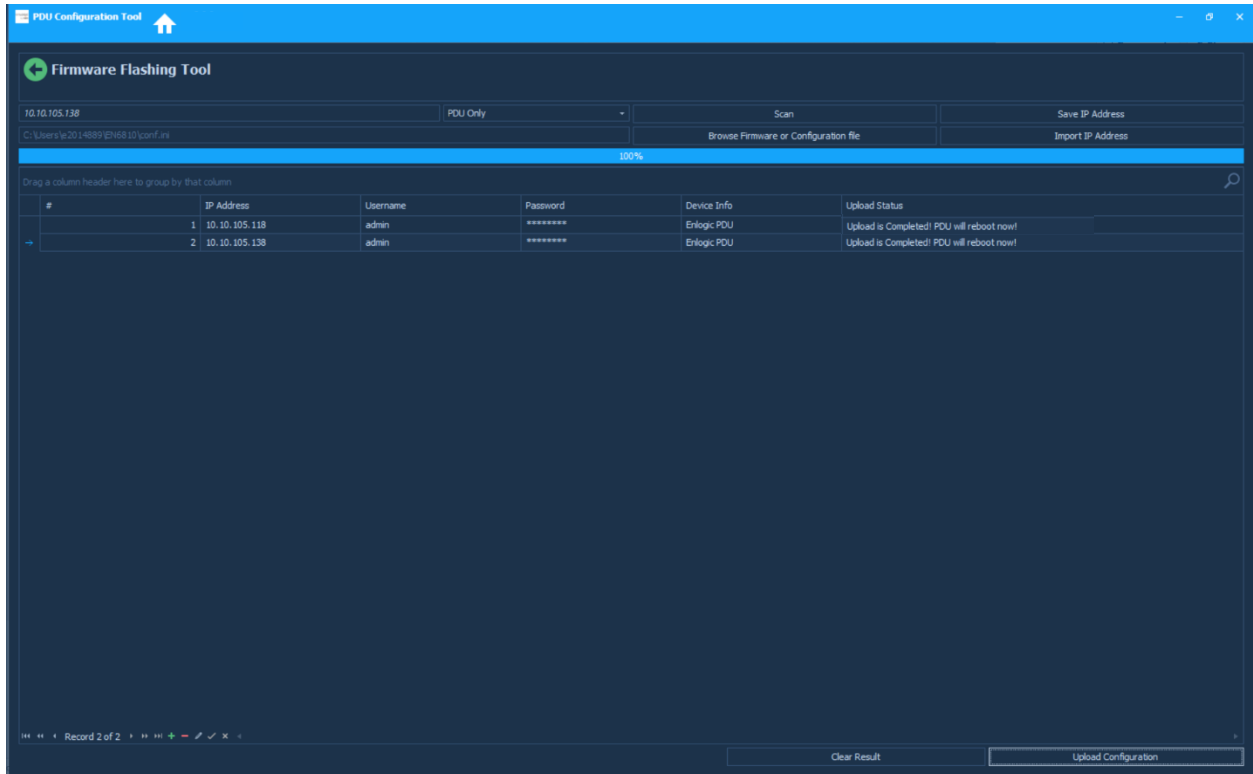 PDU Configuration Tool
Firmware Flashing Tool
10.10.105.138 PDU Only Scan Save IP Address
C:\Users\e2014889\EN6810\conf.ini Browse Firmware or Configuration file Import IP Address
100%
Drag a column header here to group by that column
# IP Address Username Password Device Info Upload Status
1 10.10.105.118 admin ******** Enlogic PDU Upload is Completed! PDU will reboot now!
2 10.10.105.138 admin ******** Enlogic PDU Upload is Completed! PDU will reboot now!
Record 2 of 2
Clear Result Upload Configuration